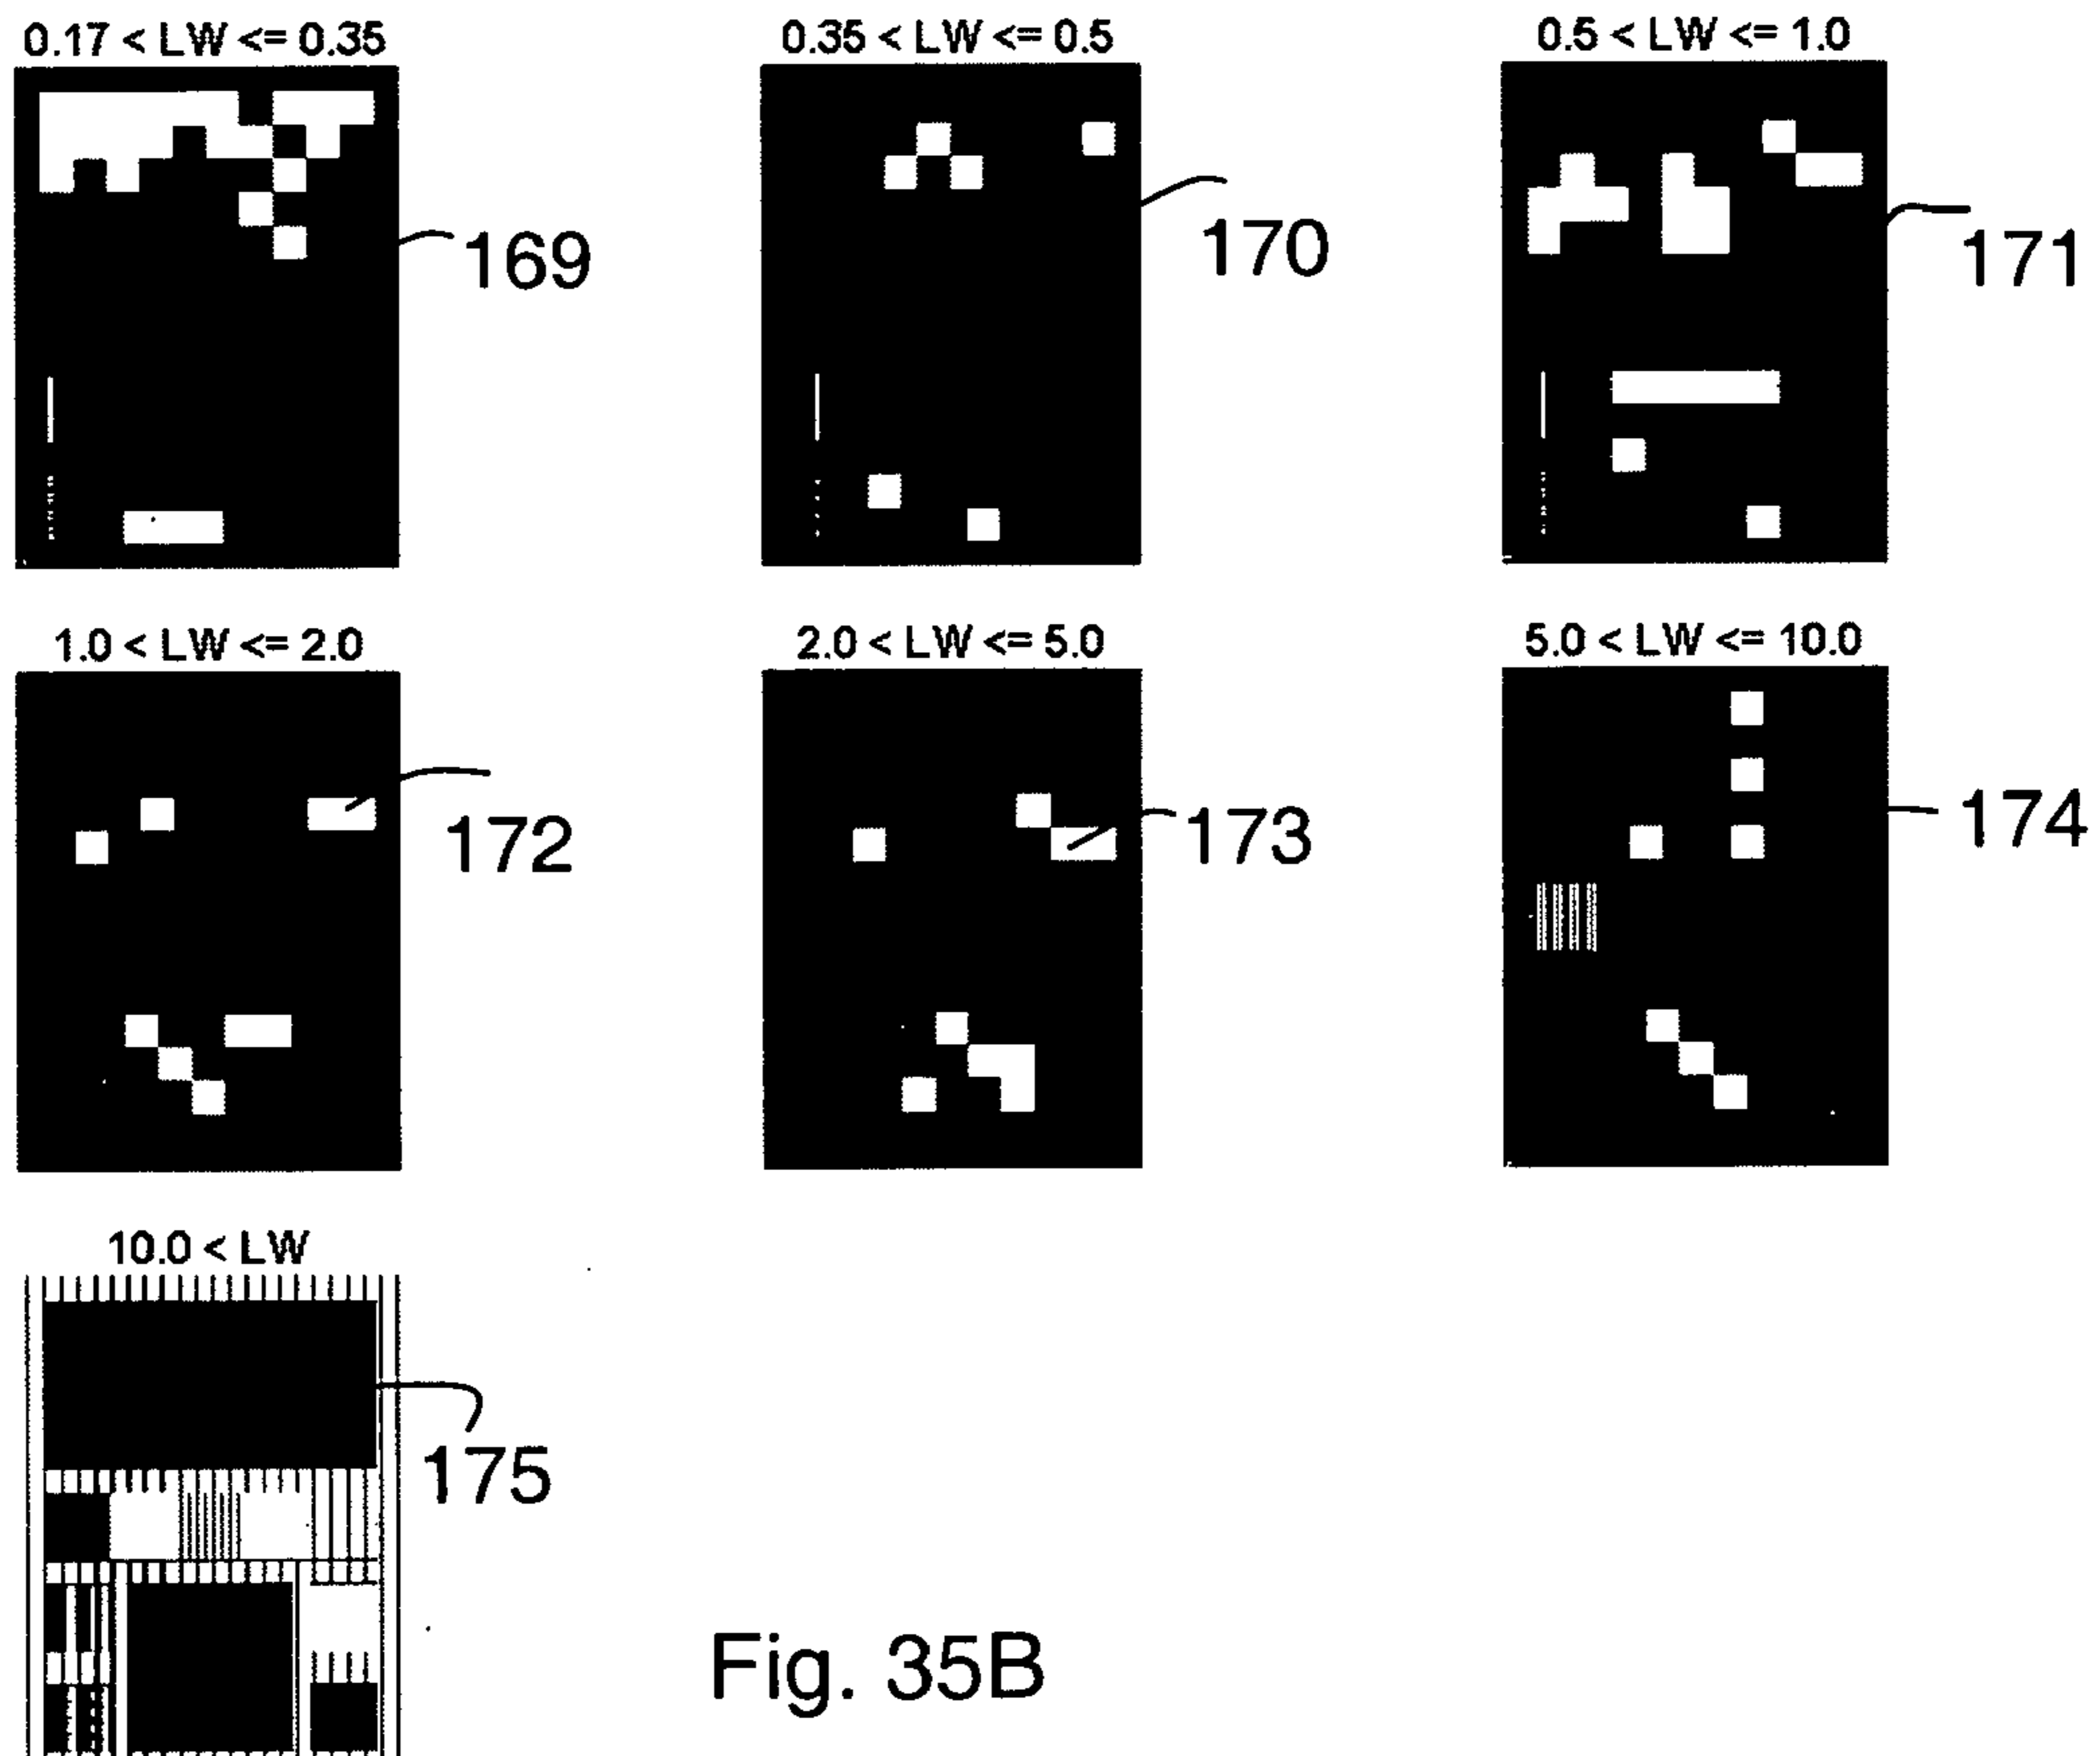 0.17 < LW <= 0.35
0.35 < LW <= 0.5
0.5 < LW <= 1.0
169
170
171
1.0 < LW <= 2.0
2.0 < LW <= 5.0
5.0 < LW <= 10.0
172
173
174
10.0 < LW
175
Fig. 35B